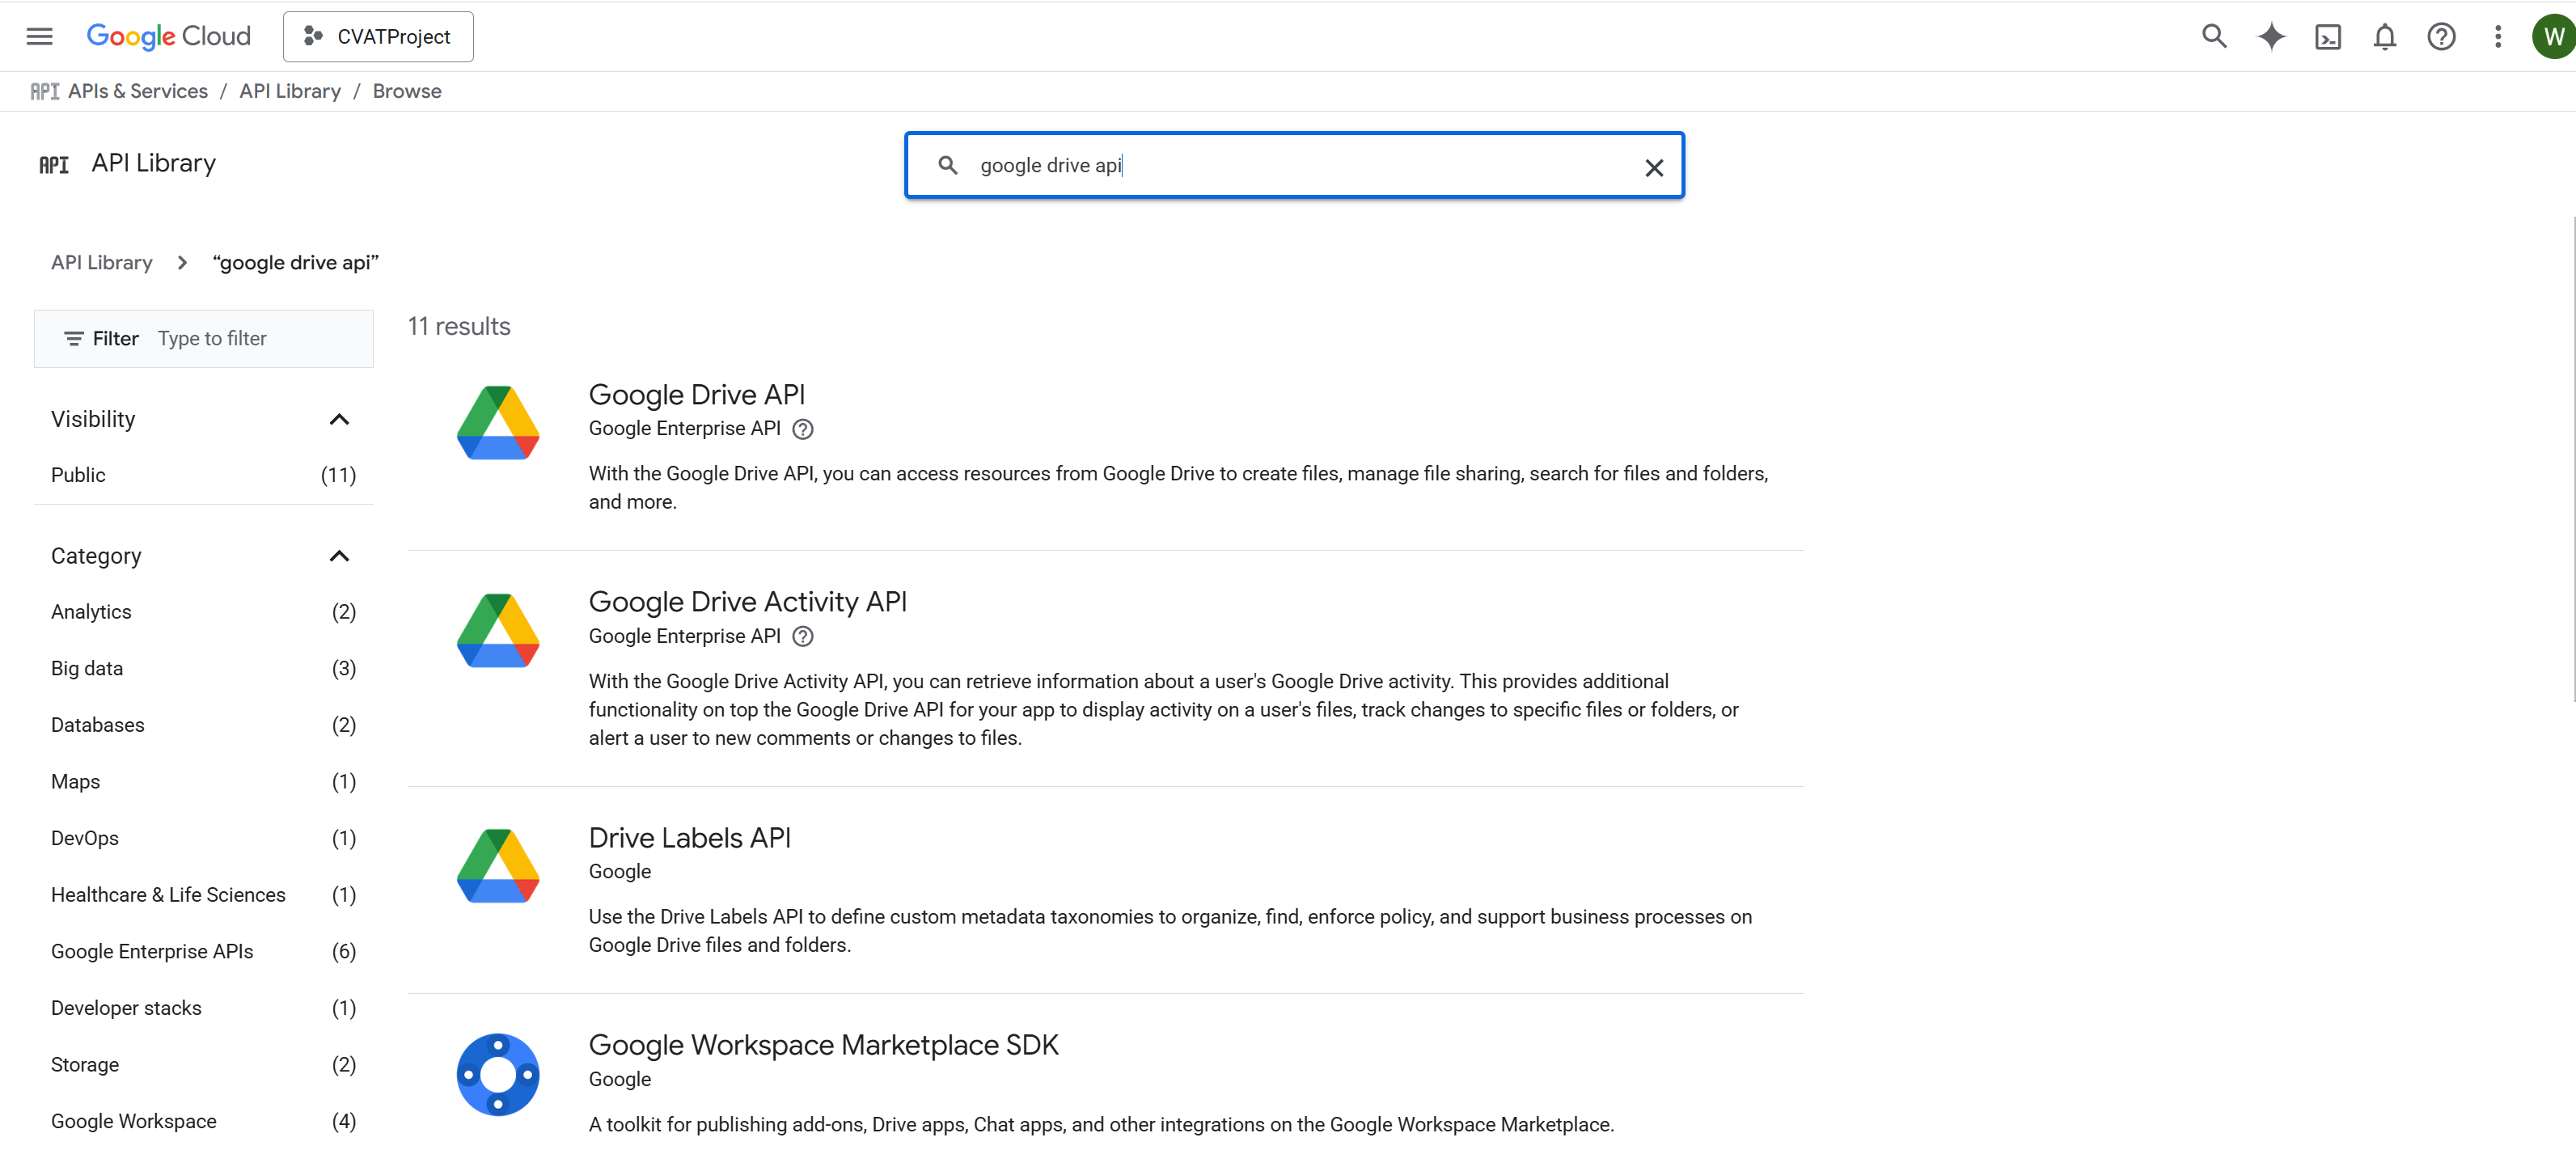 Google Cloud
CVATProject
W
API APIs & Services / API Library / Browse
API API Library
google drive api
API Library > “google drive api”
Filter Type to filter
Visibility
Public (11)
Category
Analytics (2)
Big data (3)
Databases (2)
Maps (1)
DevOps (1)
Healthcare & Life Sciences (1)
Google Enterprise APIs (6)
Developer stacks (1)
Storage (2)
Google Workspace (4)
11 results
Google Drive API
Google Enterprise API
With the Google Drive API, you can access resources from Google Drive to create files, manage file sharing, search for files and folders,
and more.
Google Drive Activity API
Google Enterprise API
With the Google Drive Activity API, you can retrieve information about a user's Google Drive activity. This provides additional
functionality on top the Google Drive API for your app to display activity on a user's files, track changes to specific files or folders, or
alert a user to new comments or changes to files.
Drive Labels API
Google
Use the Drive Labels API to define custom metadata taxonomies to organize, find, enforce policy, and support business processes on
Google Drive files and folders.
Google Workspace Marketplace SDK
Google
A toolkit for publishing add-ons, Drive apps, Chat apps, and other integrations on the Google Workspace Marketplace.